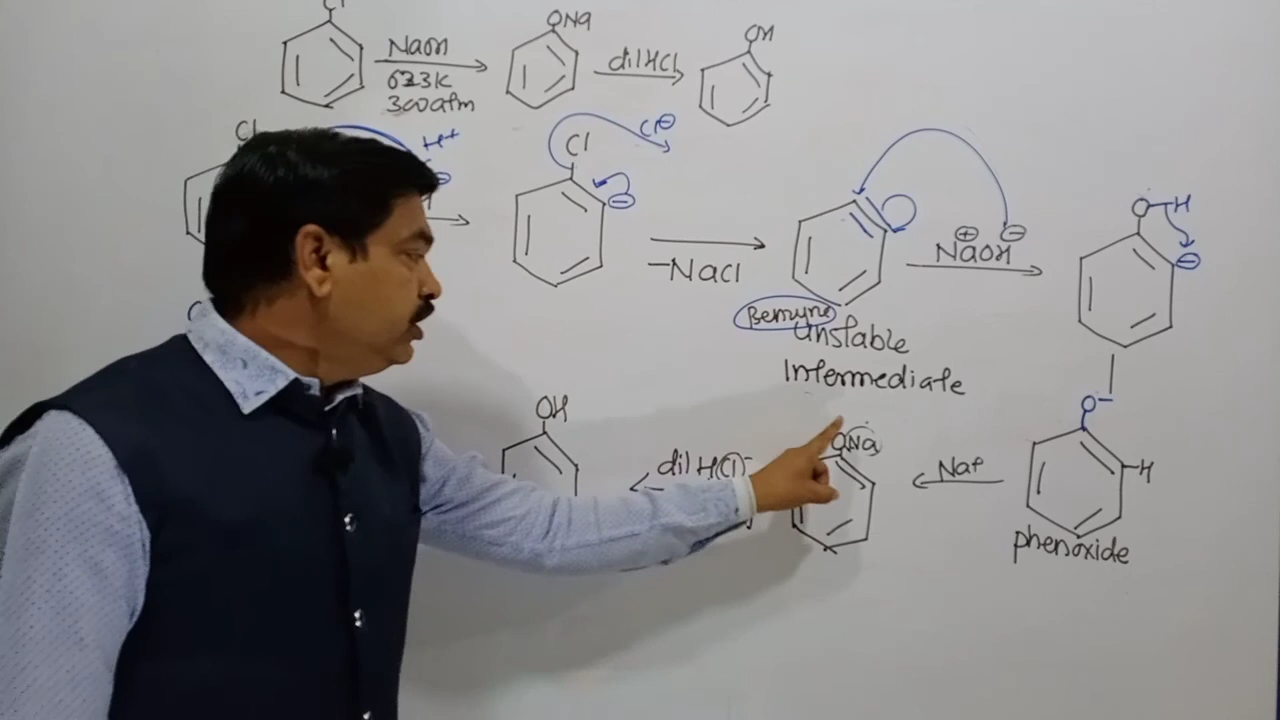 Cl
NaOH
623K
300atm
ONa
dil HCl
OH
Cl
H+
⊖
Cl
⊖
Cl⊖
-NaCl
Benzyne
Unstable
Intermediate
⊕ ⊖
NaOH
O-H
⊖
O-
H
phenoxide
Na+
ONa
dil HCl
OH